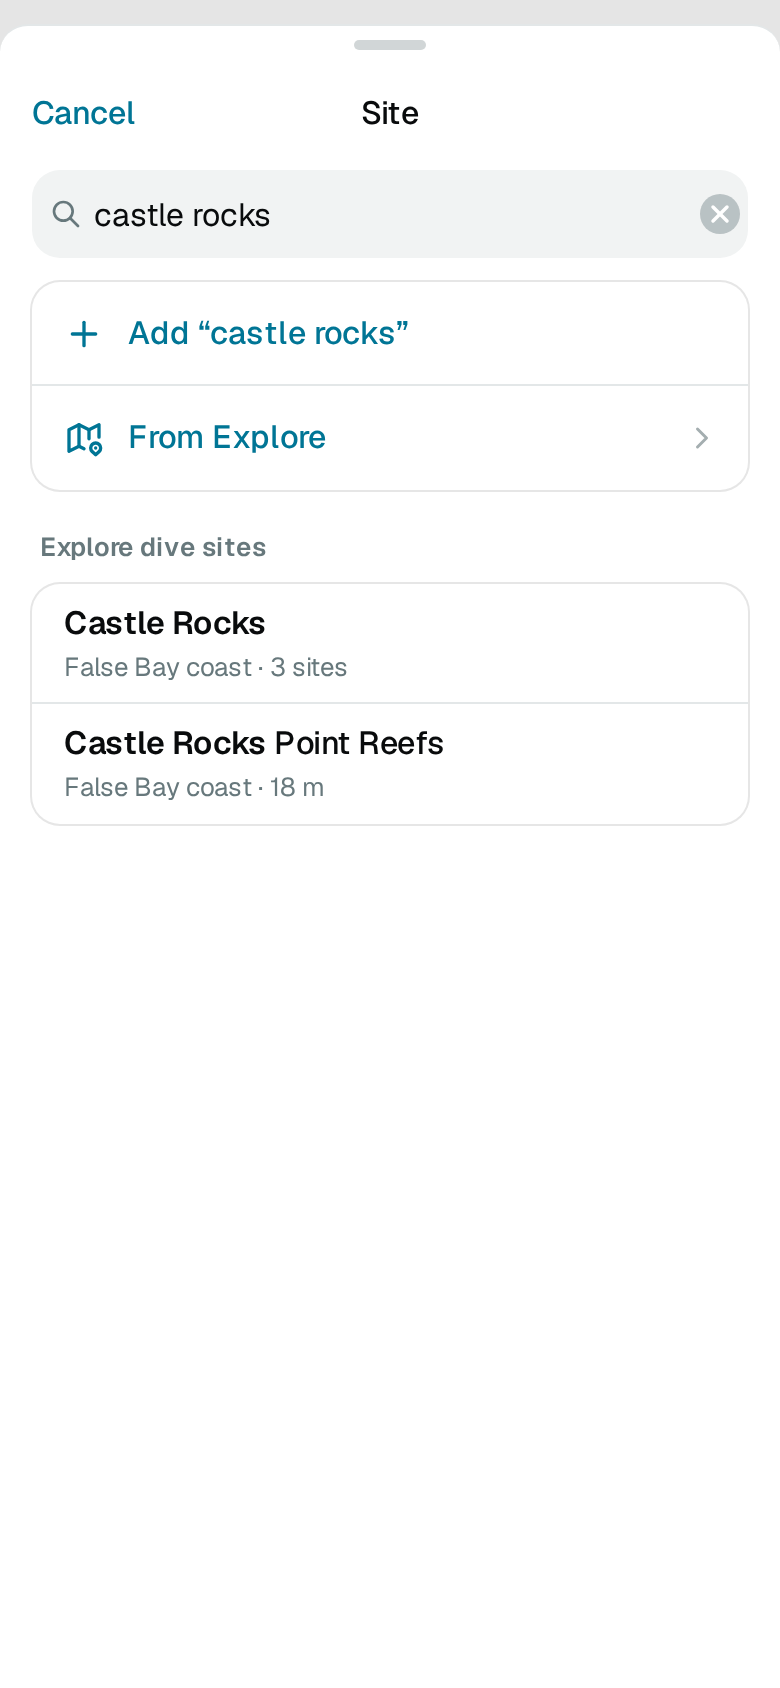 Cancel
Site
castle rocks
Add “castle rocks”
From Explore
Explore dive sites
Castle Rocks
False Bay coast · 3 sites
Castle Rocks Point Reefs
False Bay coast · 18 m